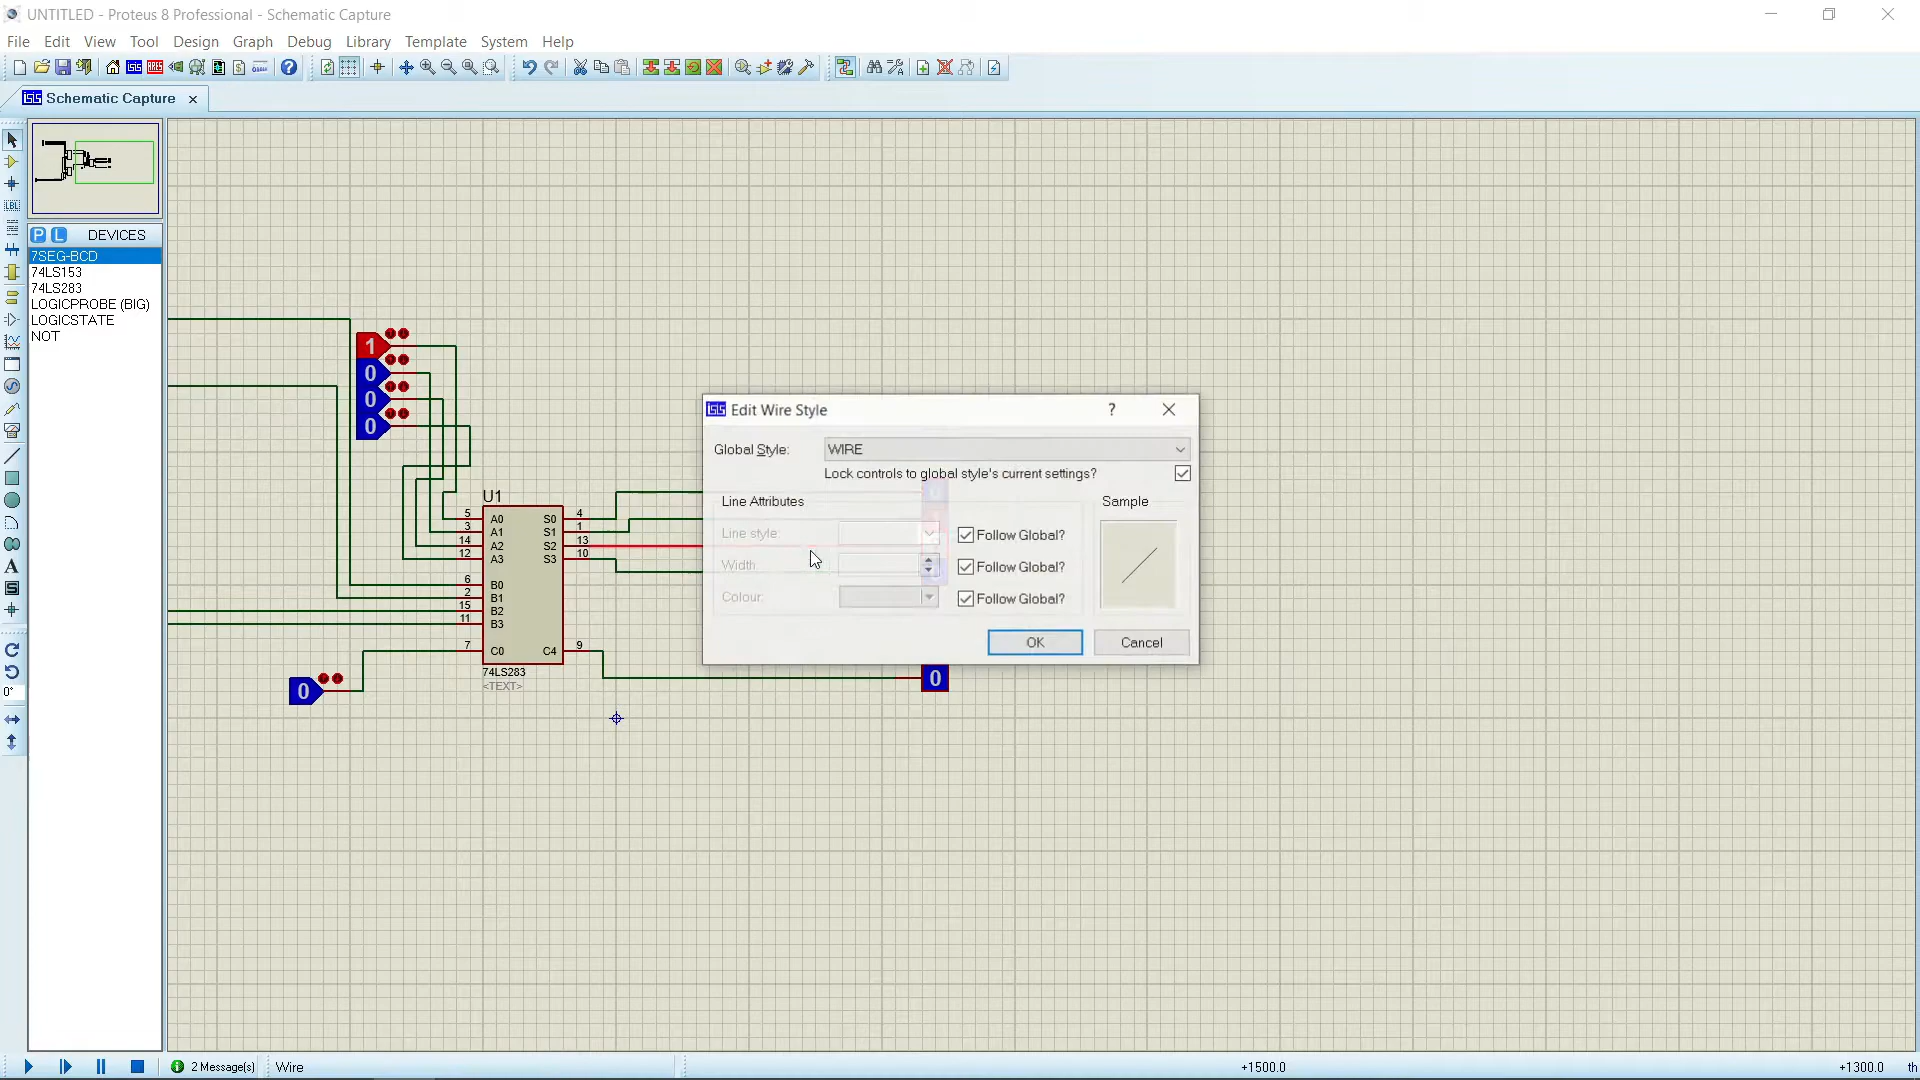 UNTITLED - Proteus 8 Professional - Schematic Capture
File Edit View Tool Design Graph Debug Library Template System Help
Schematic Capture
P L DEVICES
7SEG-BCD
74LS153
74LS283
LOGICPROBE (BIG)
LOGICSTATE
NOT
LBL
A
S
0°
1
0
0
0
U1
5 A0 S0 4
3 A1 S1 1
14 A2 S2 13
12 A3 S3 10
6 B0
2 B1
15 B2
11 B3
7 C0 C4 9
74LS283
<TEXT>
0
0
Edit Wire Style
?
Global Style: WIRE
Lock controls to global style's current settings?
Line Attributes
Sample
Line style: Follow Global?
Width: Follow Global?
Colour: Follow Global?
OK Cancel
2 Message(s) Wire +1500.0 +1300.0 th